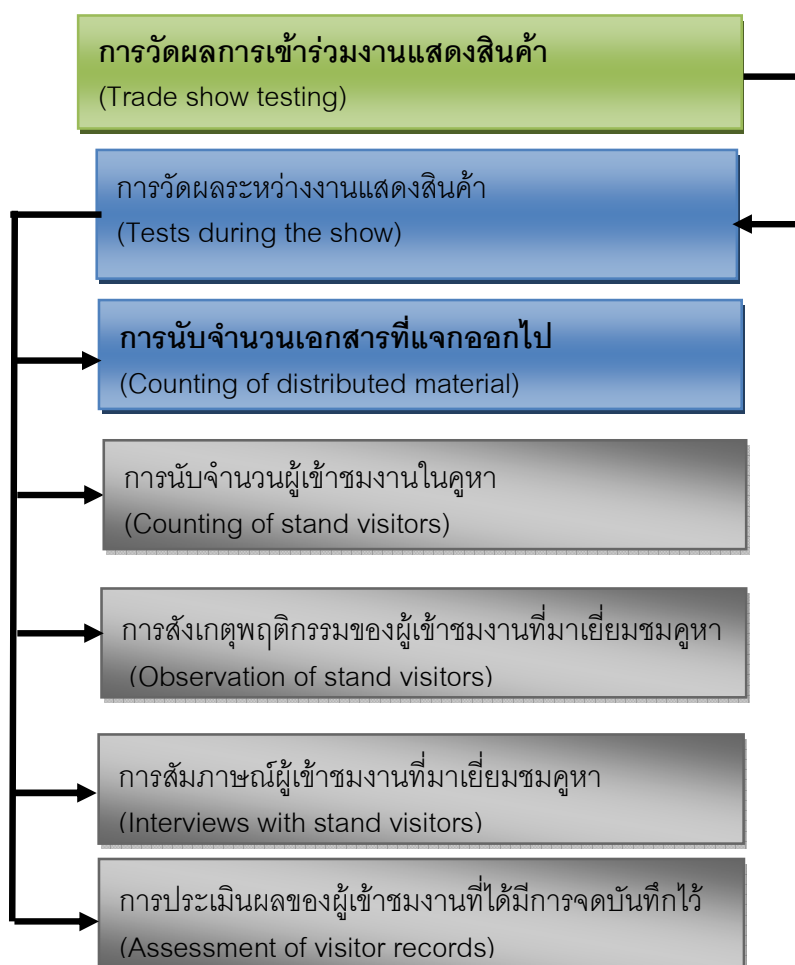 การวัดผลการเข้าร่วมงานแสดงสินค้า
(Trade show testing)
การวัดผลระหว่างงานแสดงสินค้า
(Tests during the show)
การนับจำนวนเอกสารที่แจกออกไป
(Counting of distributed material)
การนับจำนวนผู้เข้าชมงานในคูหา
(Counting of stand visitors)
การสังเกตุพฤติกรรมของผู้เข้าชมงานที่มาเยี่ยมชมคูหา
(Observation of stand visitors)
การสัมภาษณ์ผู้เข้าชมงานที่มาเยี่ยมชมคูหา
(Interviews with stand visitors)
การประเมินผลของผู้เข้าชมงานที่ได้มีการจดบันทึกไว้
(Assessment of visitor records)